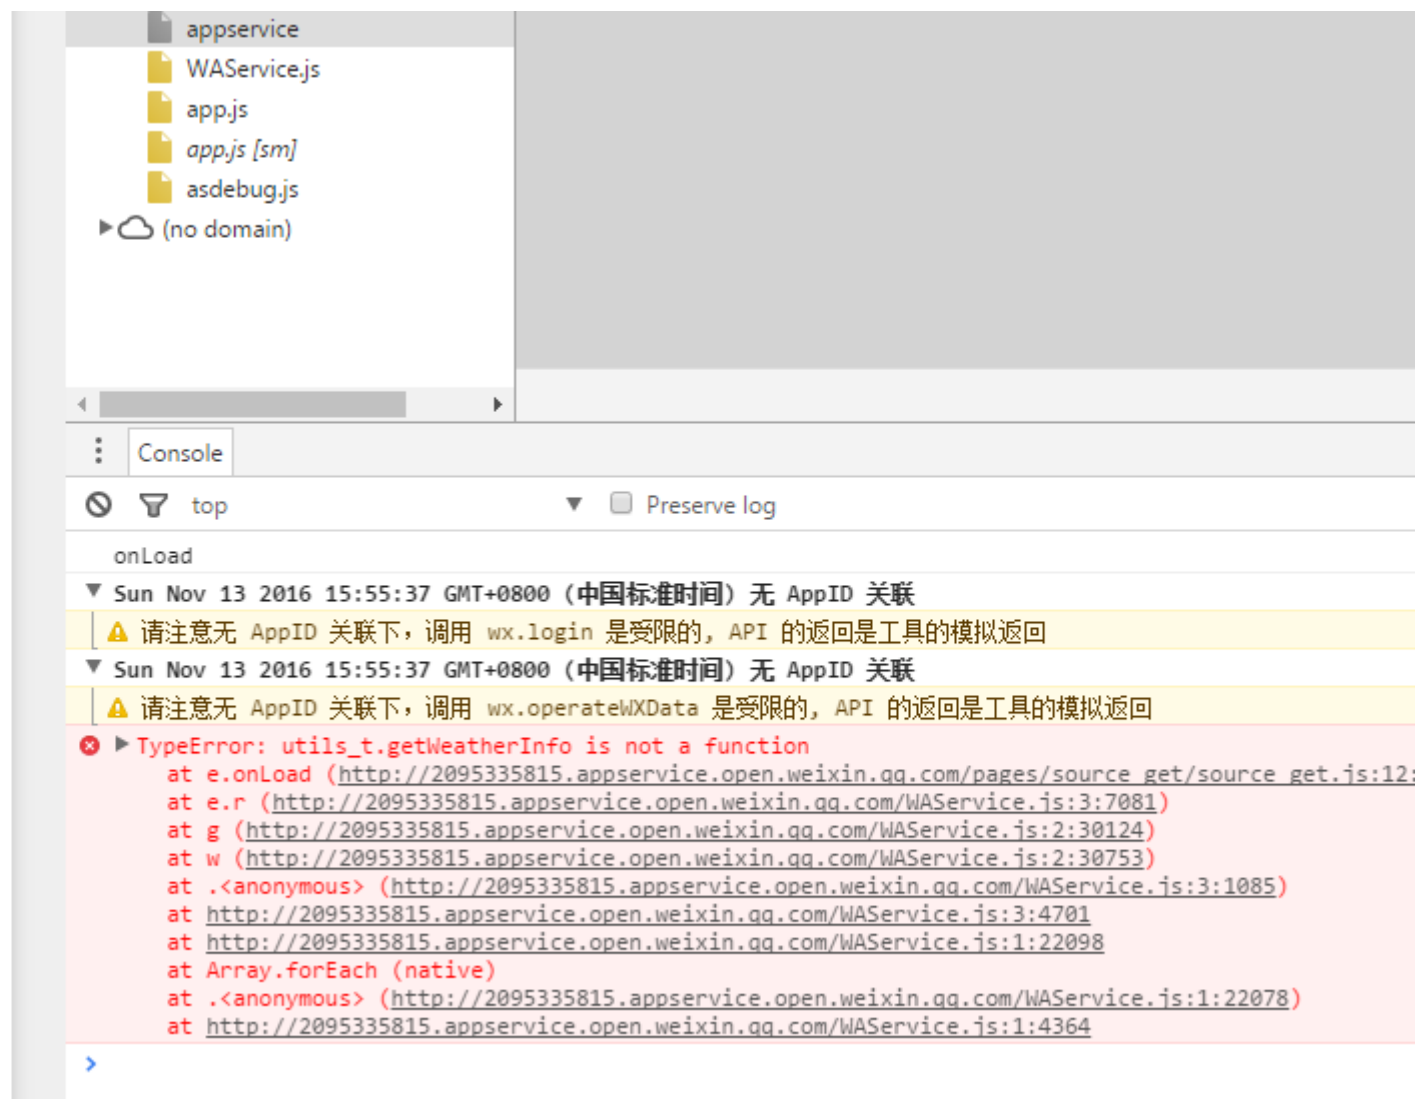 appservice
WAService.js
app.js
app.js [sm]
asdebug.js
(no domain)
Console
top
Preserve log
onLoad
Sun Nov 13 2016 15:55:37 GMT+0800 (中国标准时间) 无 AppID 关联
请注意无 AppID 关联下，调用 wx.login 是受限的, API 的返回是工具的模拟返回
Sun Nov 13 2016 15:55:37 GMT+0800 (中国标准时间) 无 AppID 关联
请注意无 AppID 关联下，调用 wx.operateWXData 是受限的, API 的返回是工具的模拟返回
TypeError: utils_t.getWeatherInfo is not a function
at e.onLoad (http://2095335815.appservice.open.weixin.qq.com/pages/source_get/source_get.js:12:
at e.r (http://2095335815.appservice.open.weixin.qq.com/WAService.js:3:7081)
at g (http://2095335815.appservice.open.weixin.qq.com/WAService.js:2:30124)
at w (http://2095335815.appservice.open.weixin.qq.com/WAService.js:2:30753)
at .<anonymous> (http://2095335815.appservice.open.weixin.qq.com/WAService.js:3:1085)
at http://2095335815.appservice.open.weixin.qq.com/WAService.js:3:4701
at http://2095335815.appservice.open.weixin.qq.com/WAService.js:1:22098
at Array.forEach (native)
at .<anonymous> (http://2095335815.appservice.open.weixin.qq.com/WAService.js:1:22078)
at http://2095335815.appservice.open.weixin.qq.com/WAService.js:1:4364